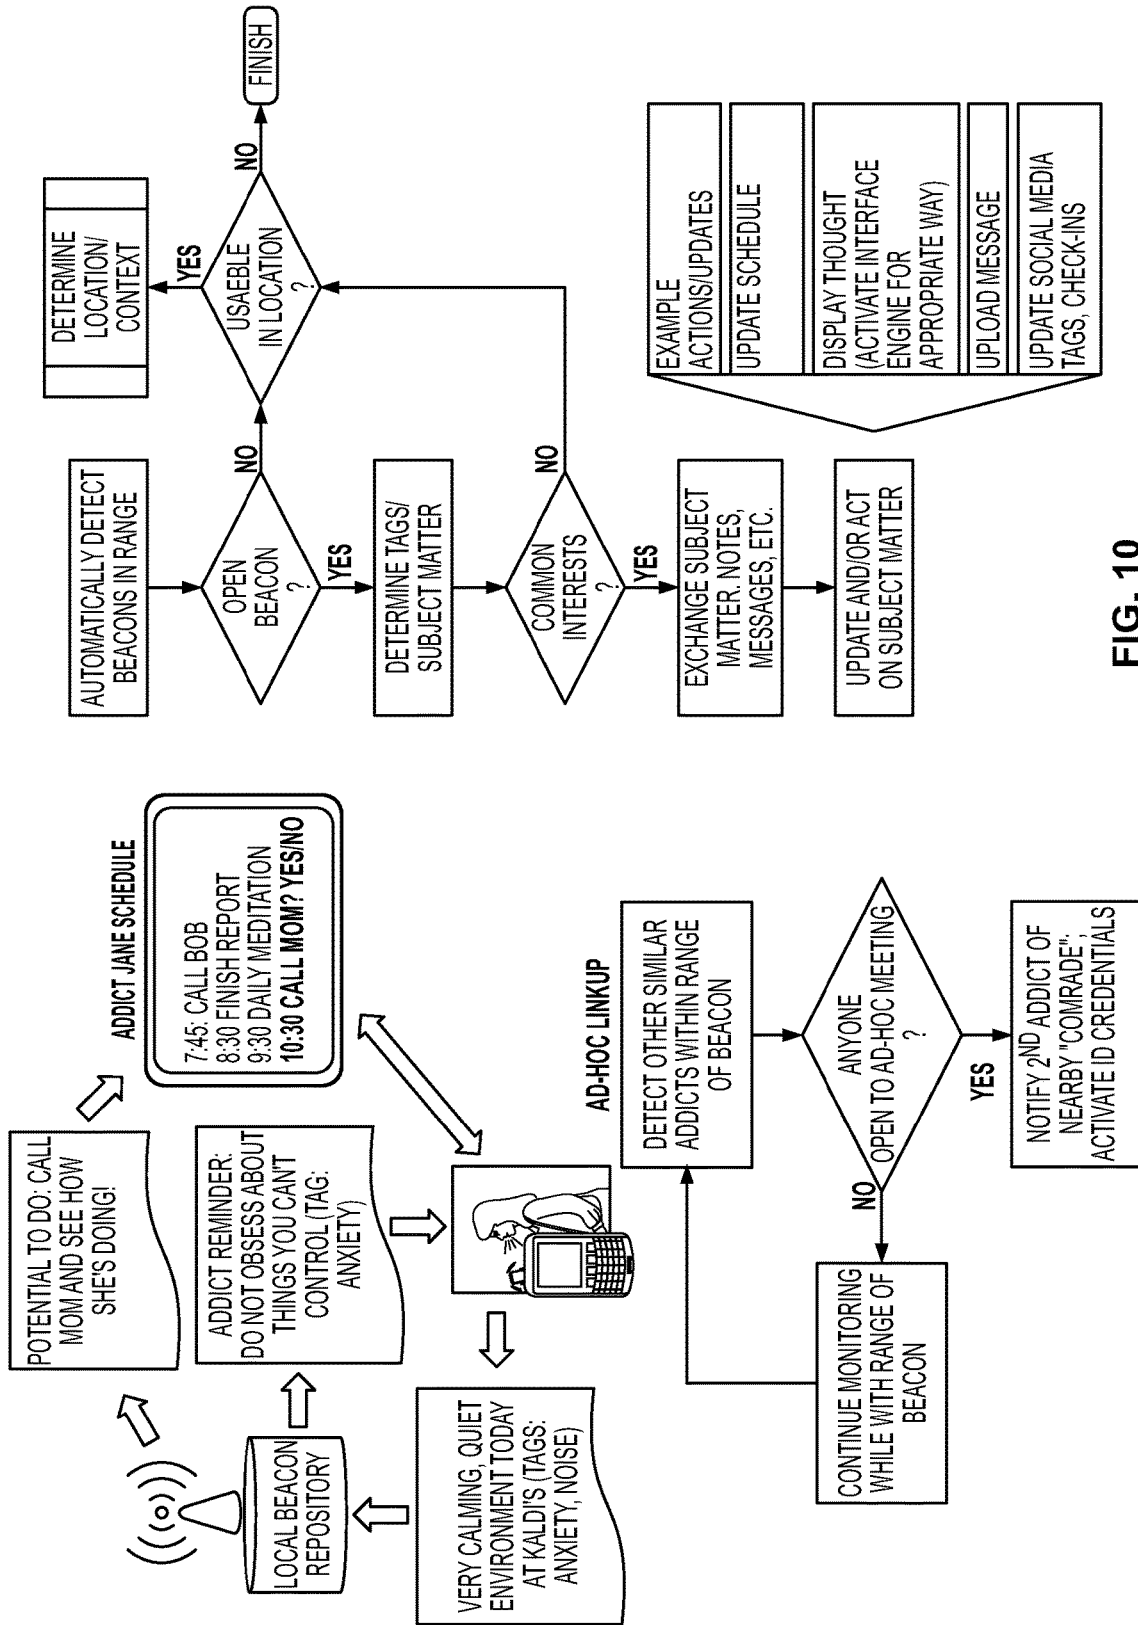 POTENTIAL TO DO: CALL
MOM AND SEE HOW
SHE'S DOING!
ADDICT JANE SCHEDULE
7:45: CALL BOB
8:30 FINISH REPORT
9:30 DAILY MEDITATION
10:30 CALL MOM? YES/NO
LOCAL BEACON
REPOSITORY
ADDICT REMINDER:
DO NOT OBSESS ABOUT
THINGS YOU CAN'T
CONTROL (TAG:
ANXIETY)
VERY CALMING, QUIET
ENVIRONMENT TODAY
AT KALDI'S (TAGS:
ANXIETY, NOISE)
AD-HOC LINKUP
DETECT OTHER SIMILAR
ADDICTS WITHIN RANGE
OF BEACON
ANYONE
OPEN TO AD-HOC MEETING
?
NO
YES
CONTINUE MONITORING
WHILE WITH RANGE OF
BEACON
NOTIFY 2ND ADDICT OF
NEARBY "COMRADE",
ACTIVATE ID CREDENTIALS
AUTOMATICALLY DETECT
BEACONS IN RANGE
OPEN
BEACON
?
NO
YES
DETERMINE
LOCATION/
CONTEXT
YES
USAEBLE
IN LOCATION
?
NO
FINISH
DETERMINE TAGS/
SUBJECT MATTER
COMMON
INTERESTS
?
NO
YES
EXCHANGE SUBJECT
MATTER. NOTES,
MESSAGES, ETC.
UPDATE AND/OR ACT
ON SUBJECT MATTER
EXAMPLE
ACTIONS/UPDATES
UPDATE SCHEDULE
DISPLAY THOUGHT
(ACTIVATE INTERFACE
ENGINE FOR
APPROPRIATE WAY)
UPLOAD MESSAGE
UPDATE SOCIAL MEDIA
TAGS, CHECK-INS
FIG. 10